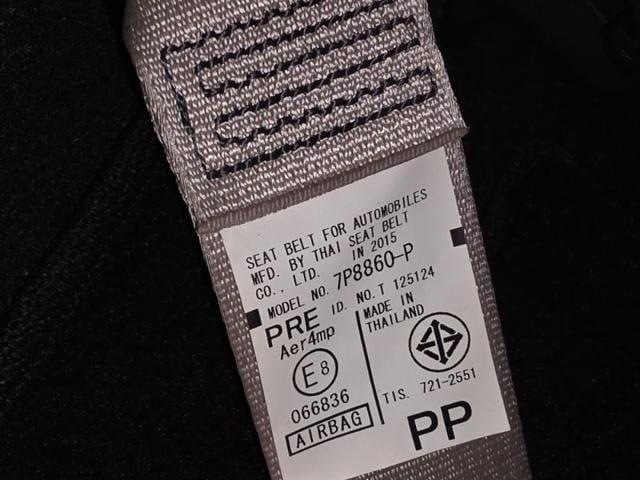 SEAT BELT FOR AUTOMOBILES
MFD. BY THAI SEAT BELT
CO., LTD. IN 2015
MODEL NO. 7P8860-P
PRE ID. NO. T 125124
Aer4mp
MADE IN
THAILAND
E8
066836
TIS. 721-2551
AIRBAG
PP